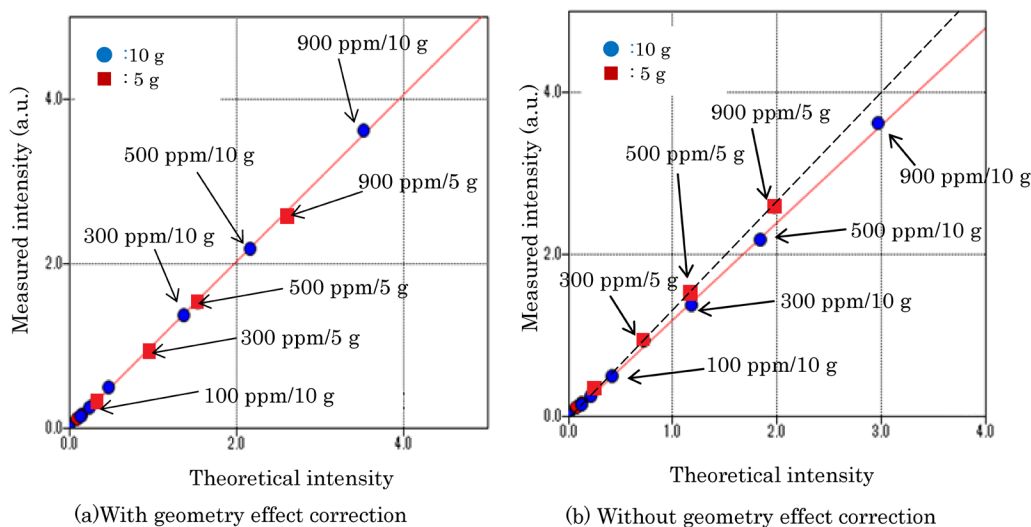 :10 g
: 5 g
900 ppm/10 g
500 ppm/10 g
900 ppm/5 g
300 ppm/10 g
500 ppm/5 g
300 ppm/5 g
100 ppm/10 g
Measured intensity (a.u.)
4.0
2.0
0.0
0.0
2.0
4.0
Theoretical intensity
(a)With geometry effect correction
:10 g
: 5 g
900 ppm/5 g
500 ppm/5 g
900 ppm/10 g
500 ppm/10 g
300 ppm/5 g
300 ppm/10 g
100 ppm/10 g
Measured intensity (a.u.)
4.0
2.0
0.0
0.0
1.0
2.0
3.0
4.0
Theoretical intensity
(b) Without geometry effect correction